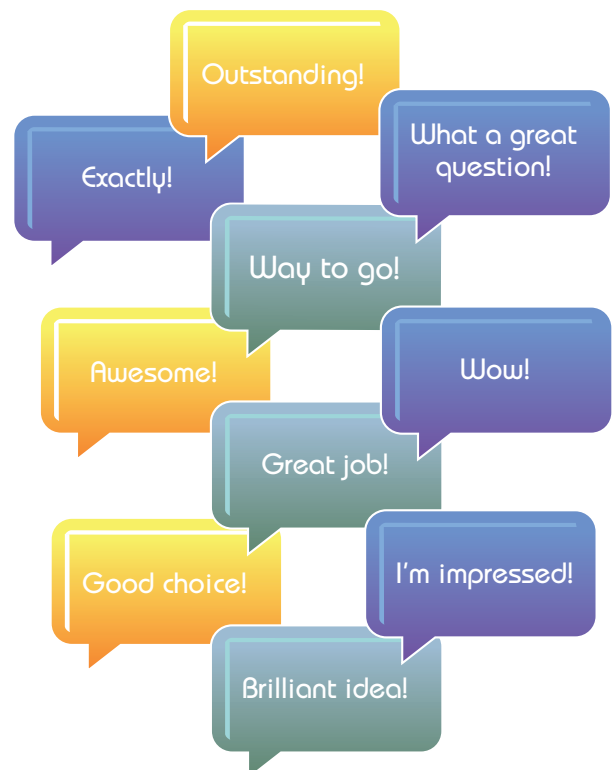 Outstanding!
What a great
question!
Exactly!
Way to go!
Awesome!
Wow!
Great job!
Good choice!
I'm impressed!
Brilliant idea!